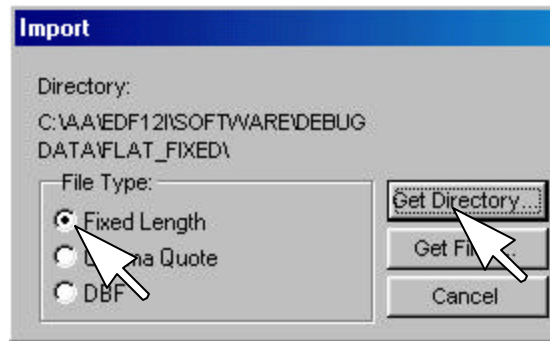 Import
Directory:
C:\AA\EDF12I\SOFTWARE\DEBUG
DATA\FLAT_FIXED\
File Type:
Fixed Length
Quote
DBF
Get Directory...
Get
Cancel